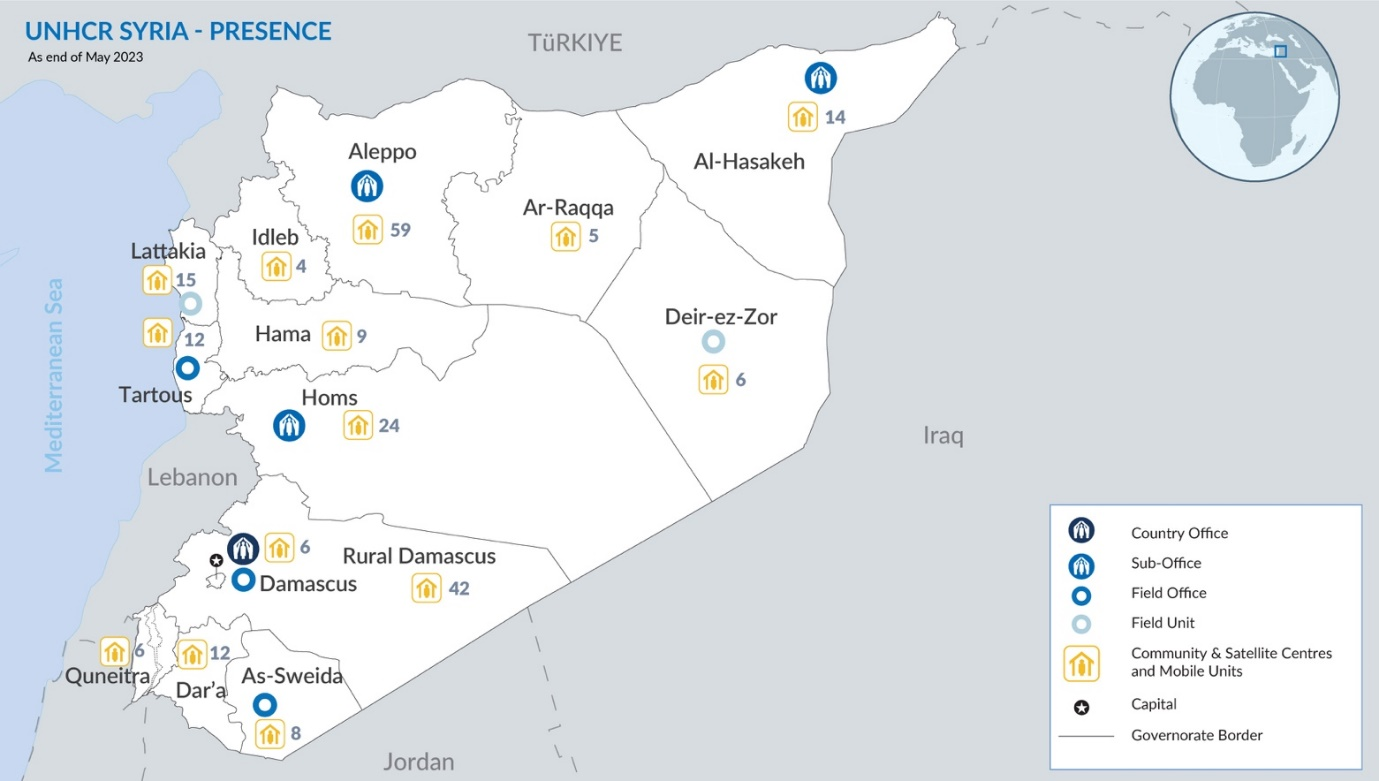 UNHCR SYRIA - PRESENCE
As end of May 2023
TüRKIYE
14
Al-Hasakeh
Aleppo
59
Ar-Raqqa
5
Idleb
4
Lattakia
15
12
Tartous
Hama 9
Deir-ez-Zor
6
Homs
24
Mediterranean Sea
Iraq
Lebanon
6
Damascus
Rural Damascus
42
6
Quneitra
12
Dar'a
As-Sweida
8
Jordan
Country Office
Sub-Office
Field Office
Field Unit
Community & Satellite Centres
and Mobile Units
Capital
Governorate Border